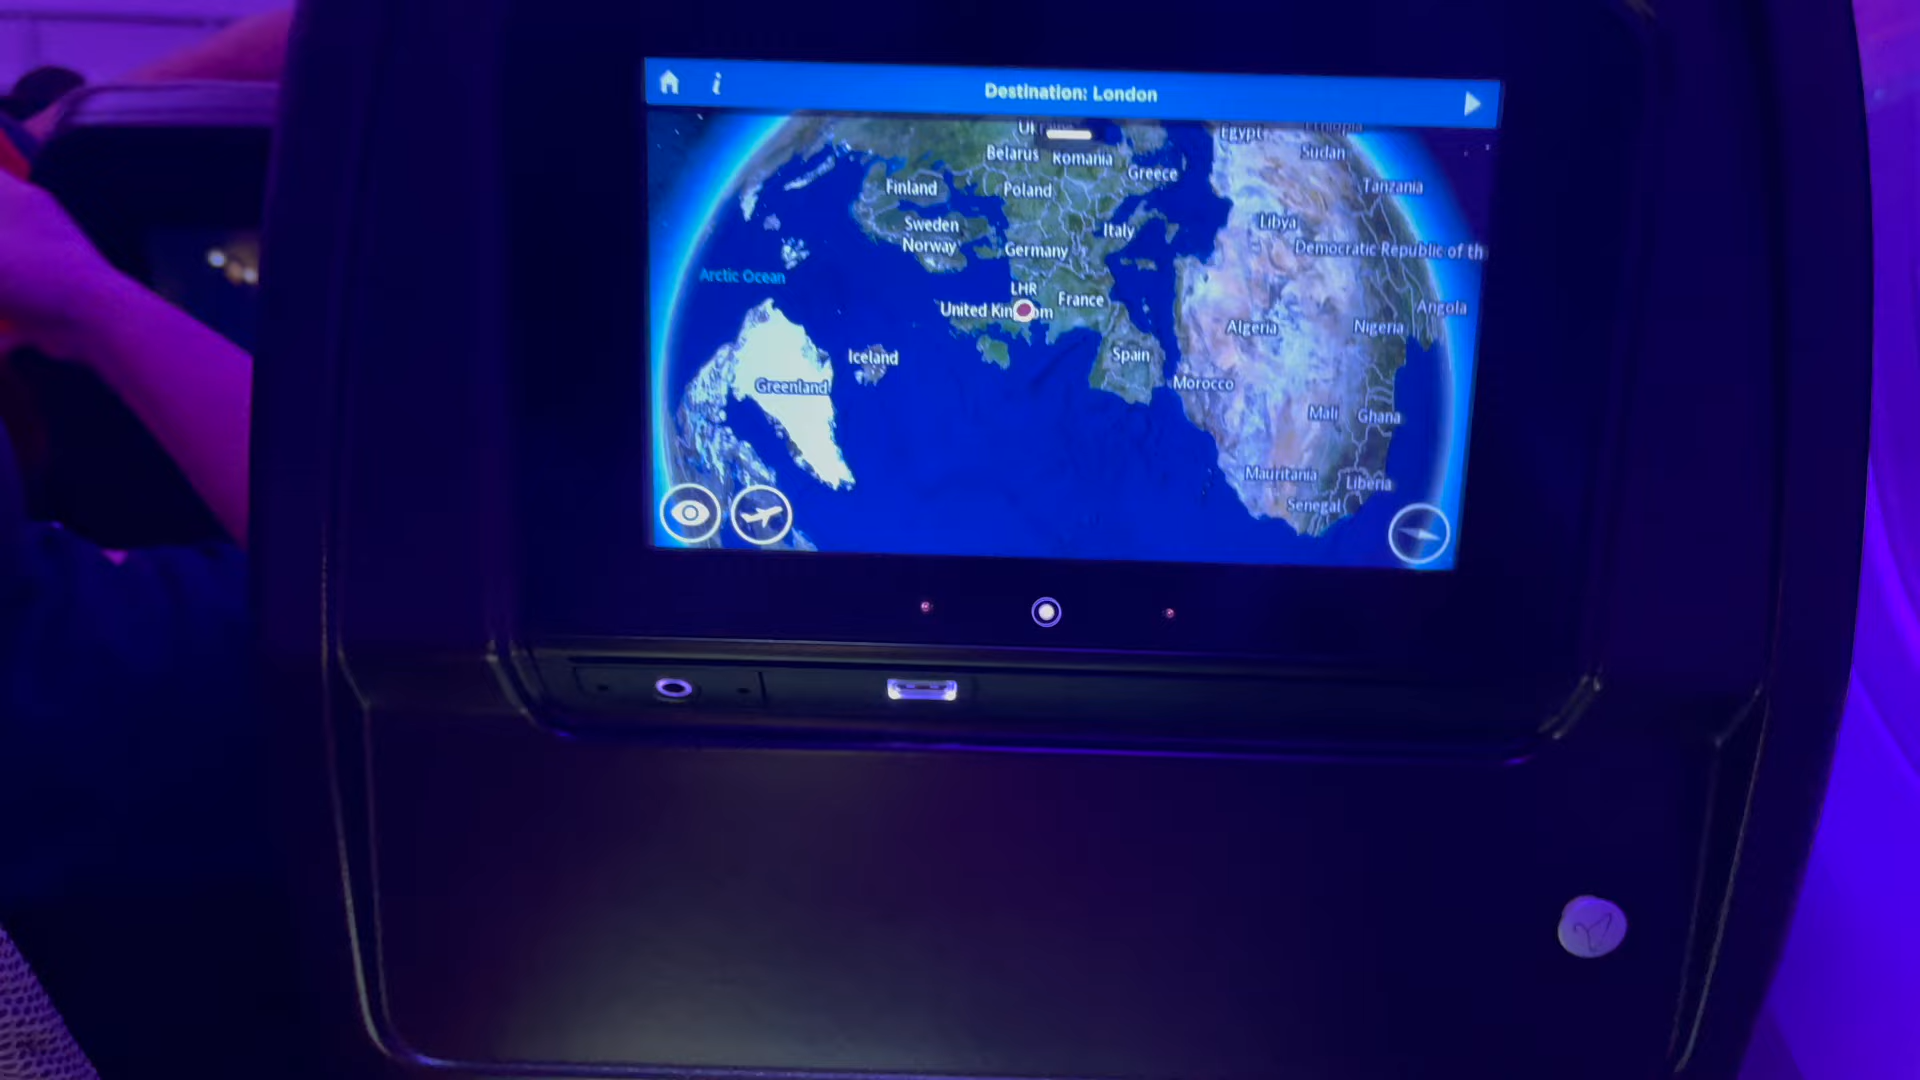 i
Destination: London
Egypt
Ethiopia
Belarus
Romania
Sudan
Greece
Finland
Poland
Tanzania
Sweden
Libya
Italy
Norway
Germany
Democratic Republic of th
Arctic Ocean
LHR
France
United Kingdom
Angola
Algeria
Nigeria
Iceland
Spain
Greenland
Morocco
Mali
Ghana
Mauritania
Liberia
Senegal